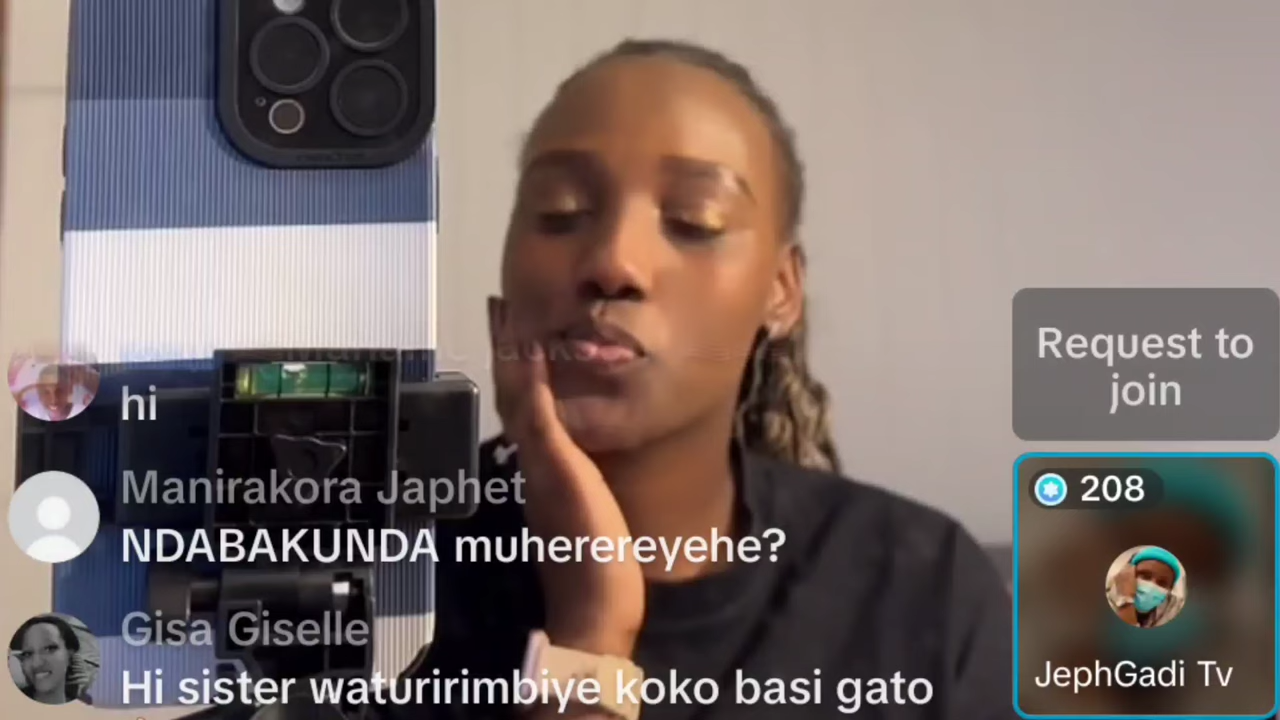 hi
Manirakora Japhet
NDABAKUNDA muherereyehe?
Gisa Giselle
Hi sister waturirimbiye koko basi gato
Request to
join
208
JephGadi Tv